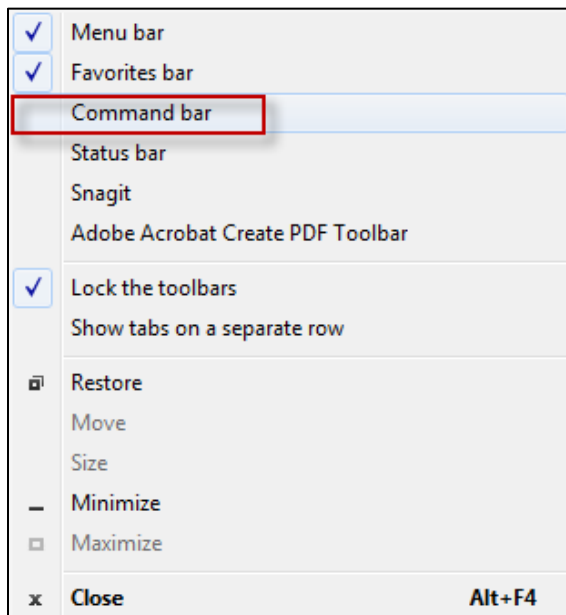 Menu bar
Favorites bar
Command bar
Status bar
Snagit
Adobe Acrobat Create PDF Toolbar
Lock the toolbars
Show tabs on a separate row
Restore
Move
Size
Minimize
Maximize
Close Alt+F4